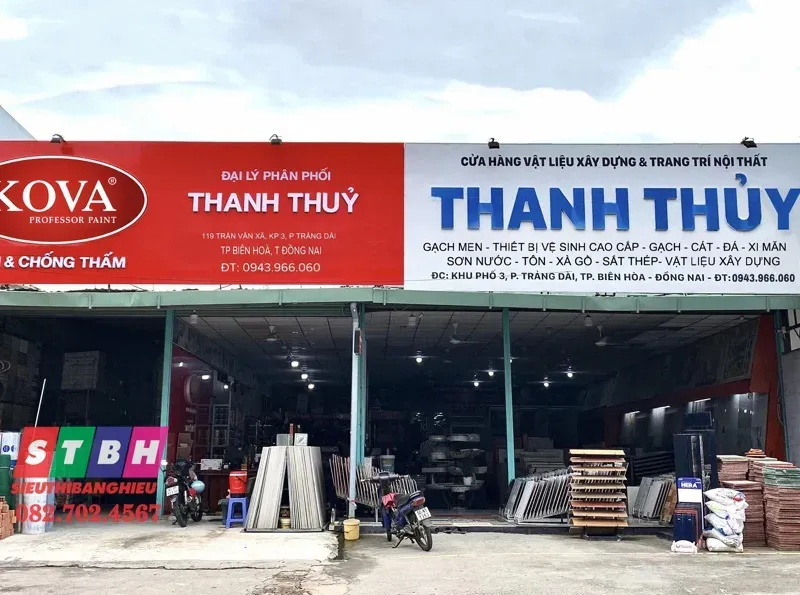 KOVA®
PROFESSOR PAINT
& CHỐNG THẤM
ĐẠI LÝ PHÂN PHỐI
THANH THUỶ
119 TRẦN VĂN XÃ, KP 3, P TRẢNG DÀI
TP BIÊN HOÀ, T ĐỒNG NAI
ĐT: 0943.966.060
CỬA HÀNG VẬT LIỆU XÂY DỰNG & TRANG TRÍ NỘI THẤT
THANH THỦY
GẠCH MEN - THIẾT BỊ VỆ SINH CAO CẤP - GẠCH - CÁT - ĐÁ - XI MĂN
SƠN NƯỚC - TÔN - XÀ GỒ - SẮT THÉP - VẬT LIỆU XÂY DỰNG
ĐC: KHU PHỐ 3, P. TRẢNG DÀI, TP. BIÊN HÒA - ĐỒNG NAI - ĐT:0943.966.060
STBH
SIEUTHIBANGHIEU
082.702.4567
HERA